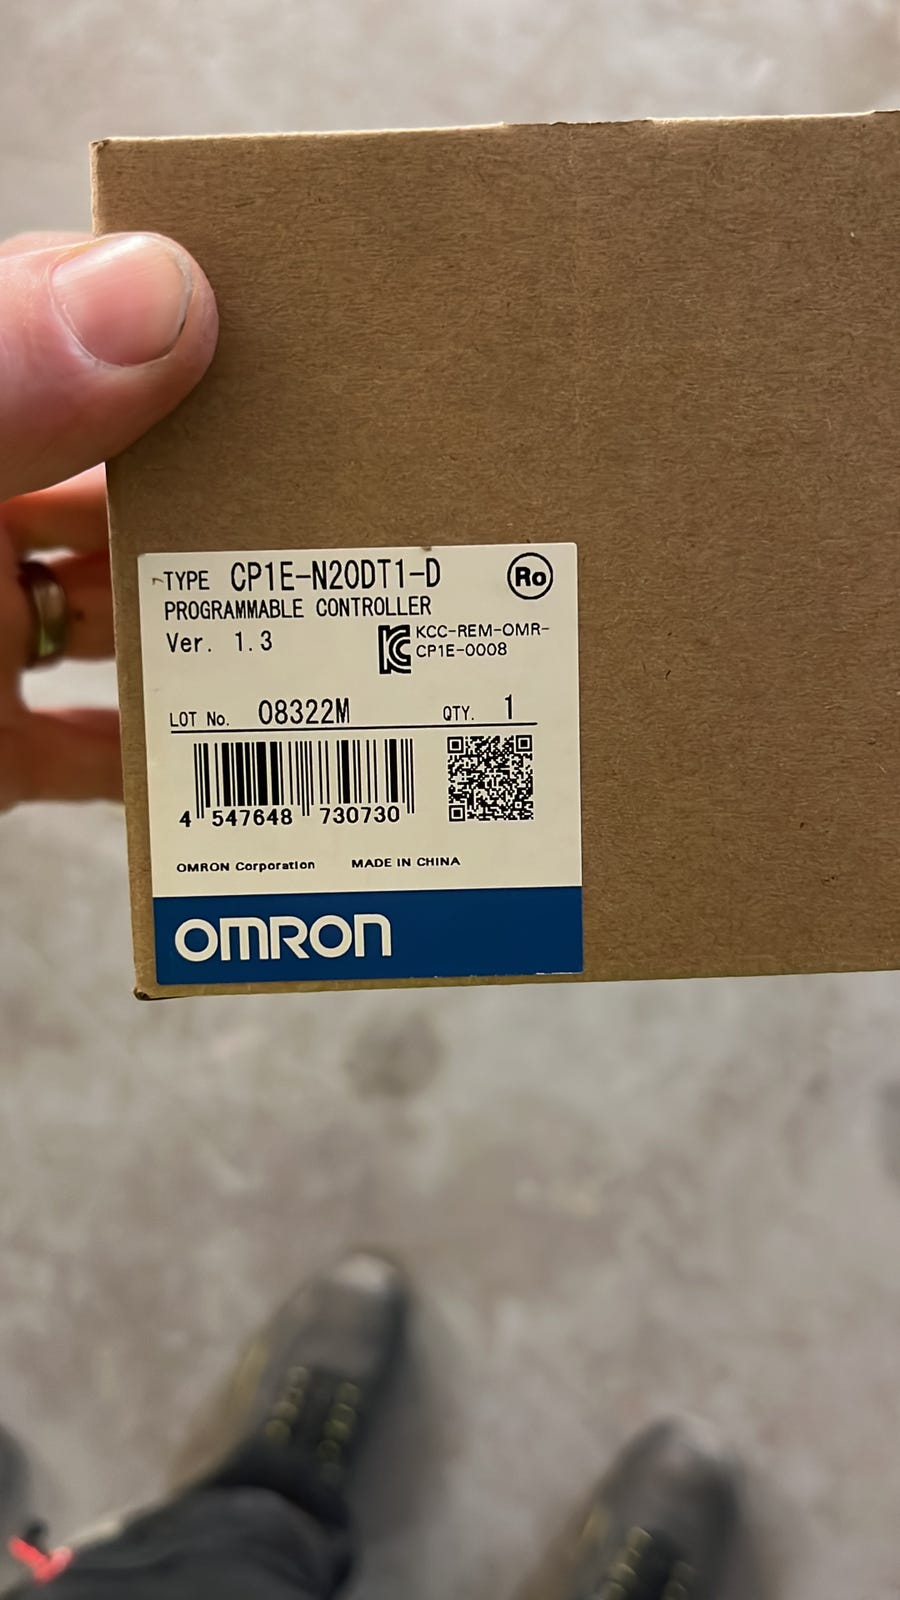 TYPE CP1E-N20DT1-D
Ro
PROGRAMMABLE CONTROLLER
Ver. 1.3
KCC-REM-OMR-
CP1E-0008
LOT No. 08322M
QTY. 1
4 547648 730730
OMRON Corporation MADE IN CHINA
OMRON